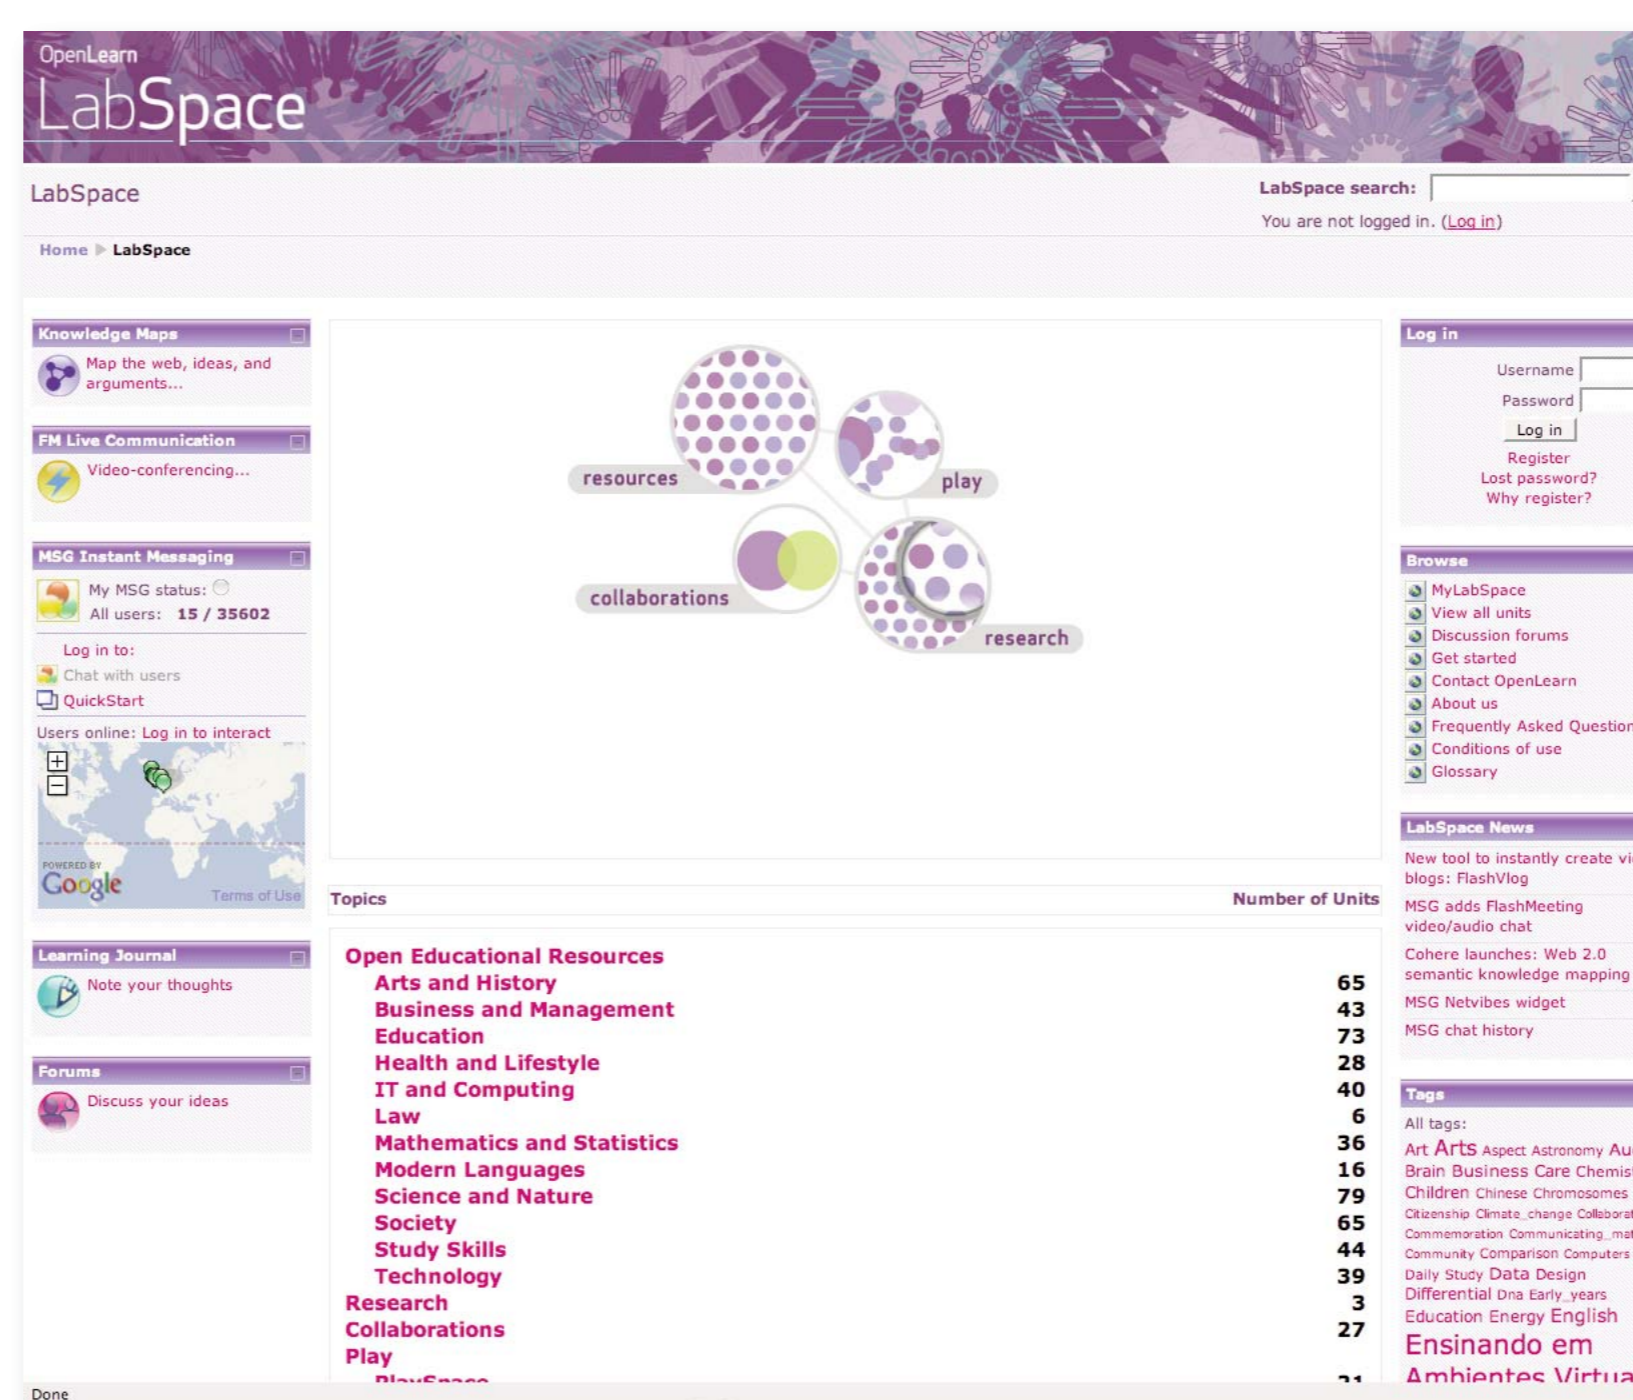 OpenLearn
LabSpace
LabSpace
LabSpace search:
You are not logged in. (Log in)
Home LabSpace
Knowledge Maps
Map the web, ideas, and
arguments...
FM Live Communication
Video-conferencing...
MSG Instant Messaging
My MSG status:
All users: 15 / 35602
Log in to:
Chat with users
QuickStart
Users online: Log in to interact
POWERED BY
Google
Terms of Use
Learning Journal
Note your thoughts
Forums
Discuss your ideas
resources
play
collaborations
research
Topics Number of Units
Open Educational Resources
Arts and History 65
Business and Management 43
Education 73
Health and Lifestyle 28
IT and Computing 40
Law 6
Mathematics and Statistics 36
Modern Languages 16
Science and Nature 79
Society 65
Study Skills 44
Technology 39
Research 3
Collaborations 27
Play
PlaySpace
Log in
Username
Password
Log in
Register
Lost password?
Why register?
Browse
MyLabSpace
View all units
Discussion forums
Get started
Contact OpenLearn
About us
Frequently Asked Question
Conditions of use
Glossary
LabSpace News
New tool to instantly create
blogs: FlashVlog
MSG adds FlashMeeting
video/audio chat
Cohere launches: Web 2.0
semantic knowledge mapping
MSG Netvibes widget
MSG chat history
Tags
All tags:
Art Arts Aspect Astronomy
Brain Business Care
Children Chinese Chromosomes
Citizenship Climate_change
Commemoration
Community Comparison Computers
Daily Study Data Design
Differential Dna Early_years
Education Energy English
Ensinando em
Ambientes
Done